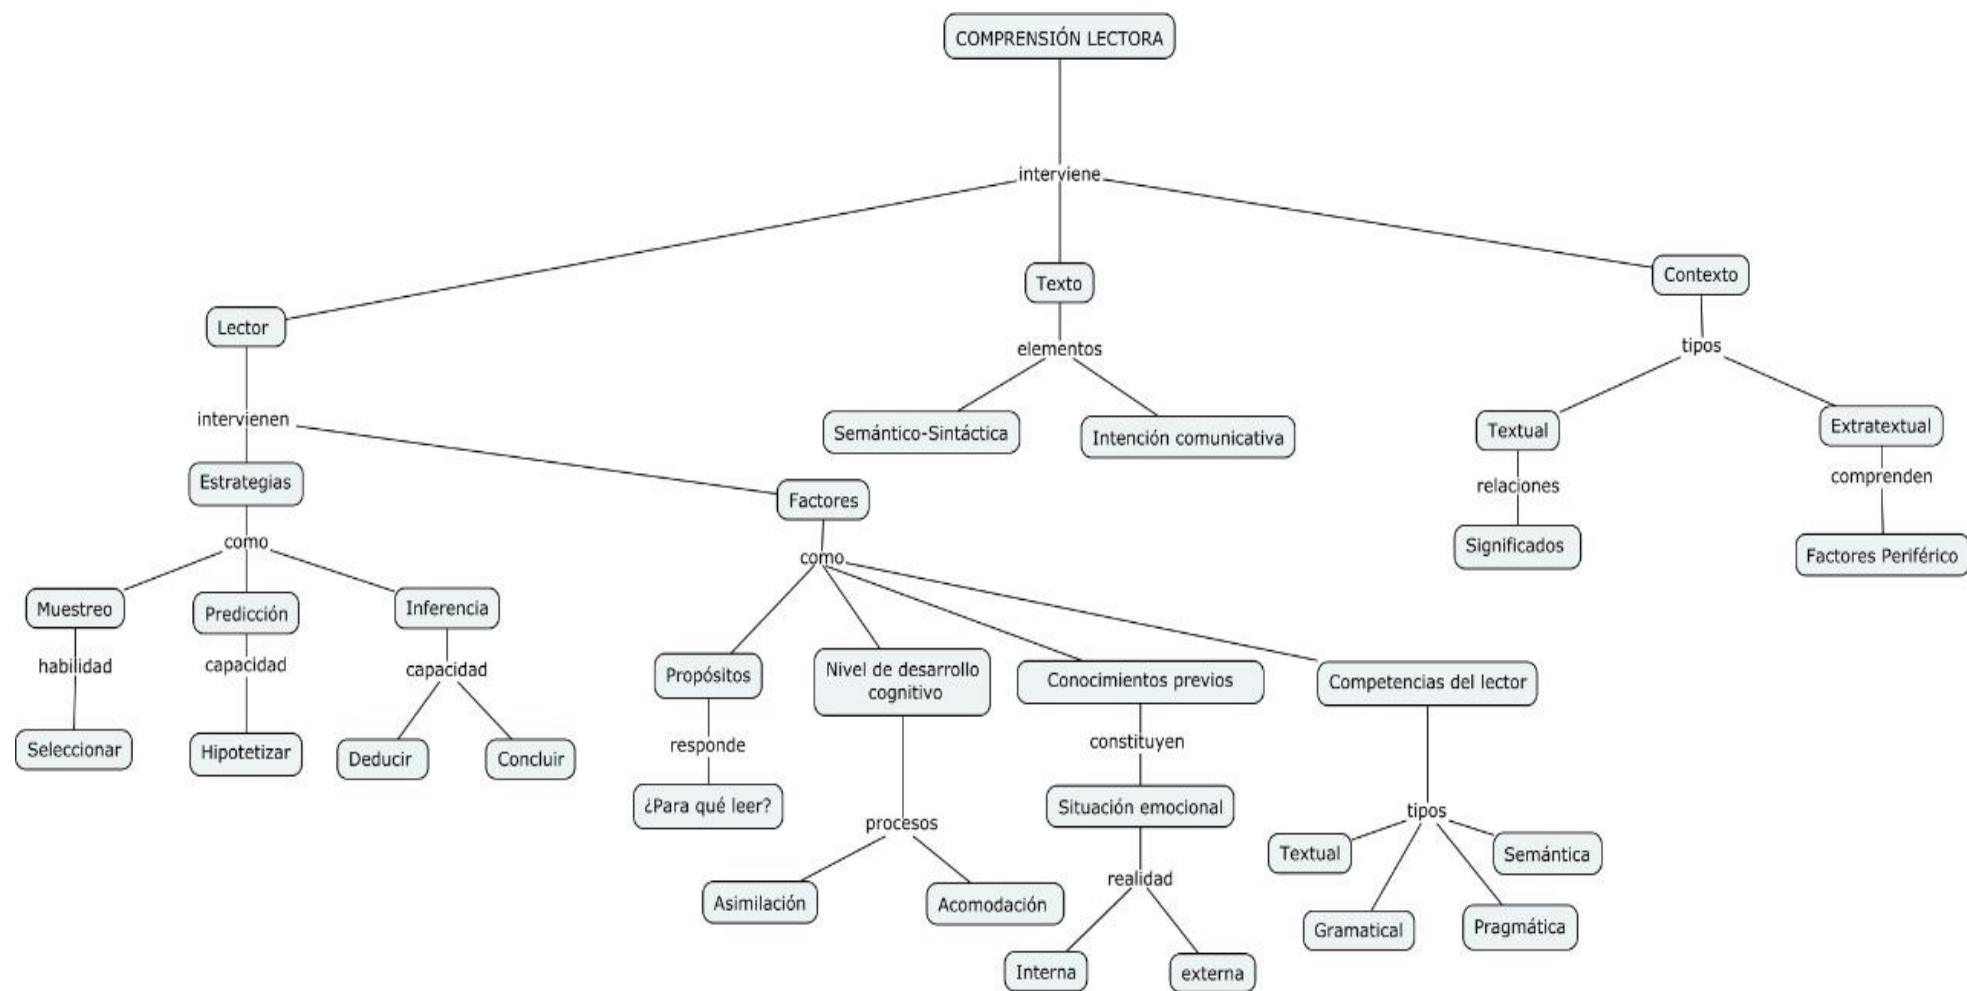 COMPRENSIÓN LECTORA
interviene
Lector
Texto
Contexto
intervienen
elementos
tipos
Estrategias
Factores
Semántico-Sintáctica
Intención comunicativa
Textual
Extratextual
relaciones
comprenden
Significados
Factores Periférico
como
Muestreo
Predicción
Inferencia
habilidad
capacidad
capacidad
Seleccionar
Hipotetizar
Deducir
Concluir
como
Propósitos
Nivel de desarrollo
cognitivo
Conocimientos previos
Competencias del lector
responde
¿Para qué leer?
procesos
Asimilación
Acomodación
constituyen
Situación emocional
realidad
Interna
externa
tipos
Textual
Semántica
Gramatical
Pragmática